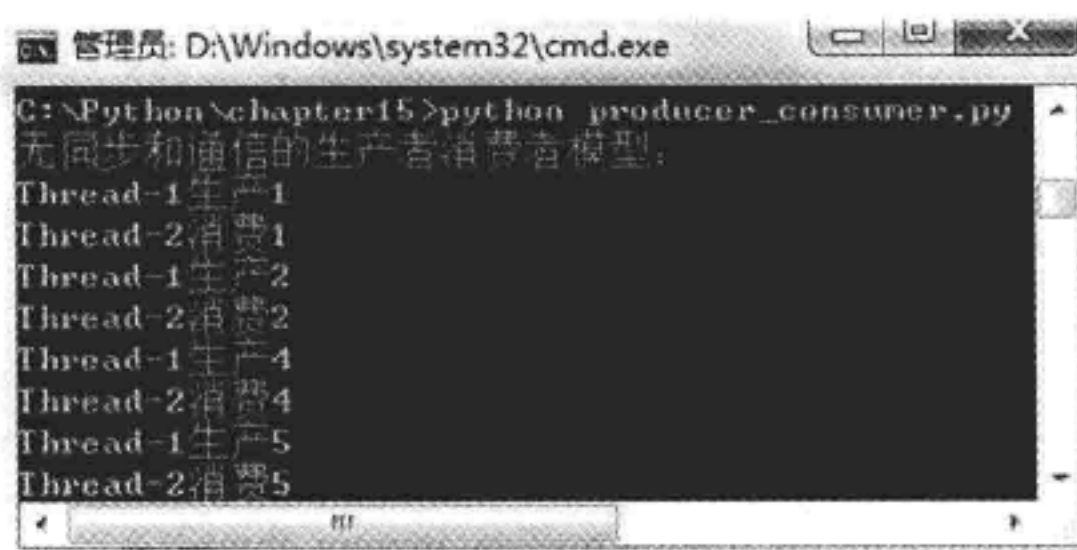 管理员: D:\Windows\system32\cmd.exe
C:\Python\chapter15>python producer_consumer.py
无同步和通信的生产者消费者模型:
Thread-1生产1
Thread-2消费1
Thread-1生产2
Thread-2消费2
Thread-1生产4
Thread-2消费4
Thread-1生产5
Thread-2消费5